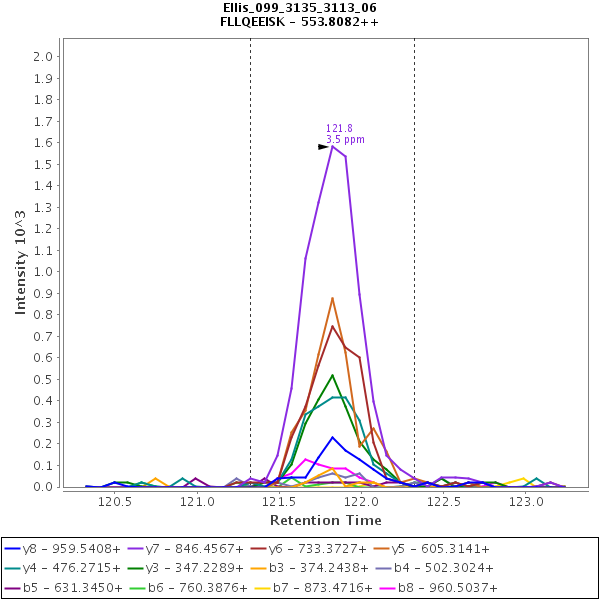 Ellis_099_3135_3113_06
FLLQEEISK – 553.8082++
2.0
1.9
1.8
1.7
1.6
1.5
1.4
1.3
1.2
1.1
1.0
0.9
0.8
0.7
0.6
0.5
0.4
0.3
0.2
0.1
0.0
Intensity 10^3
121.8
3.5 ppm
120.5 121.0 121.5 122.0 122.5 123.0
Retention Time
y8 – 959.5408+ y7 – 846.4567+ y6 – 733.3727+ y5 – 605.3141+
y4 – 476.2715+ y3 – 347.2289+ b3 – 374.2438+ b4 – 502.3024+
b5 – 631.3450+ b6 – 760.3876+ b7 – 873.4716+ b8 – 960.5037+